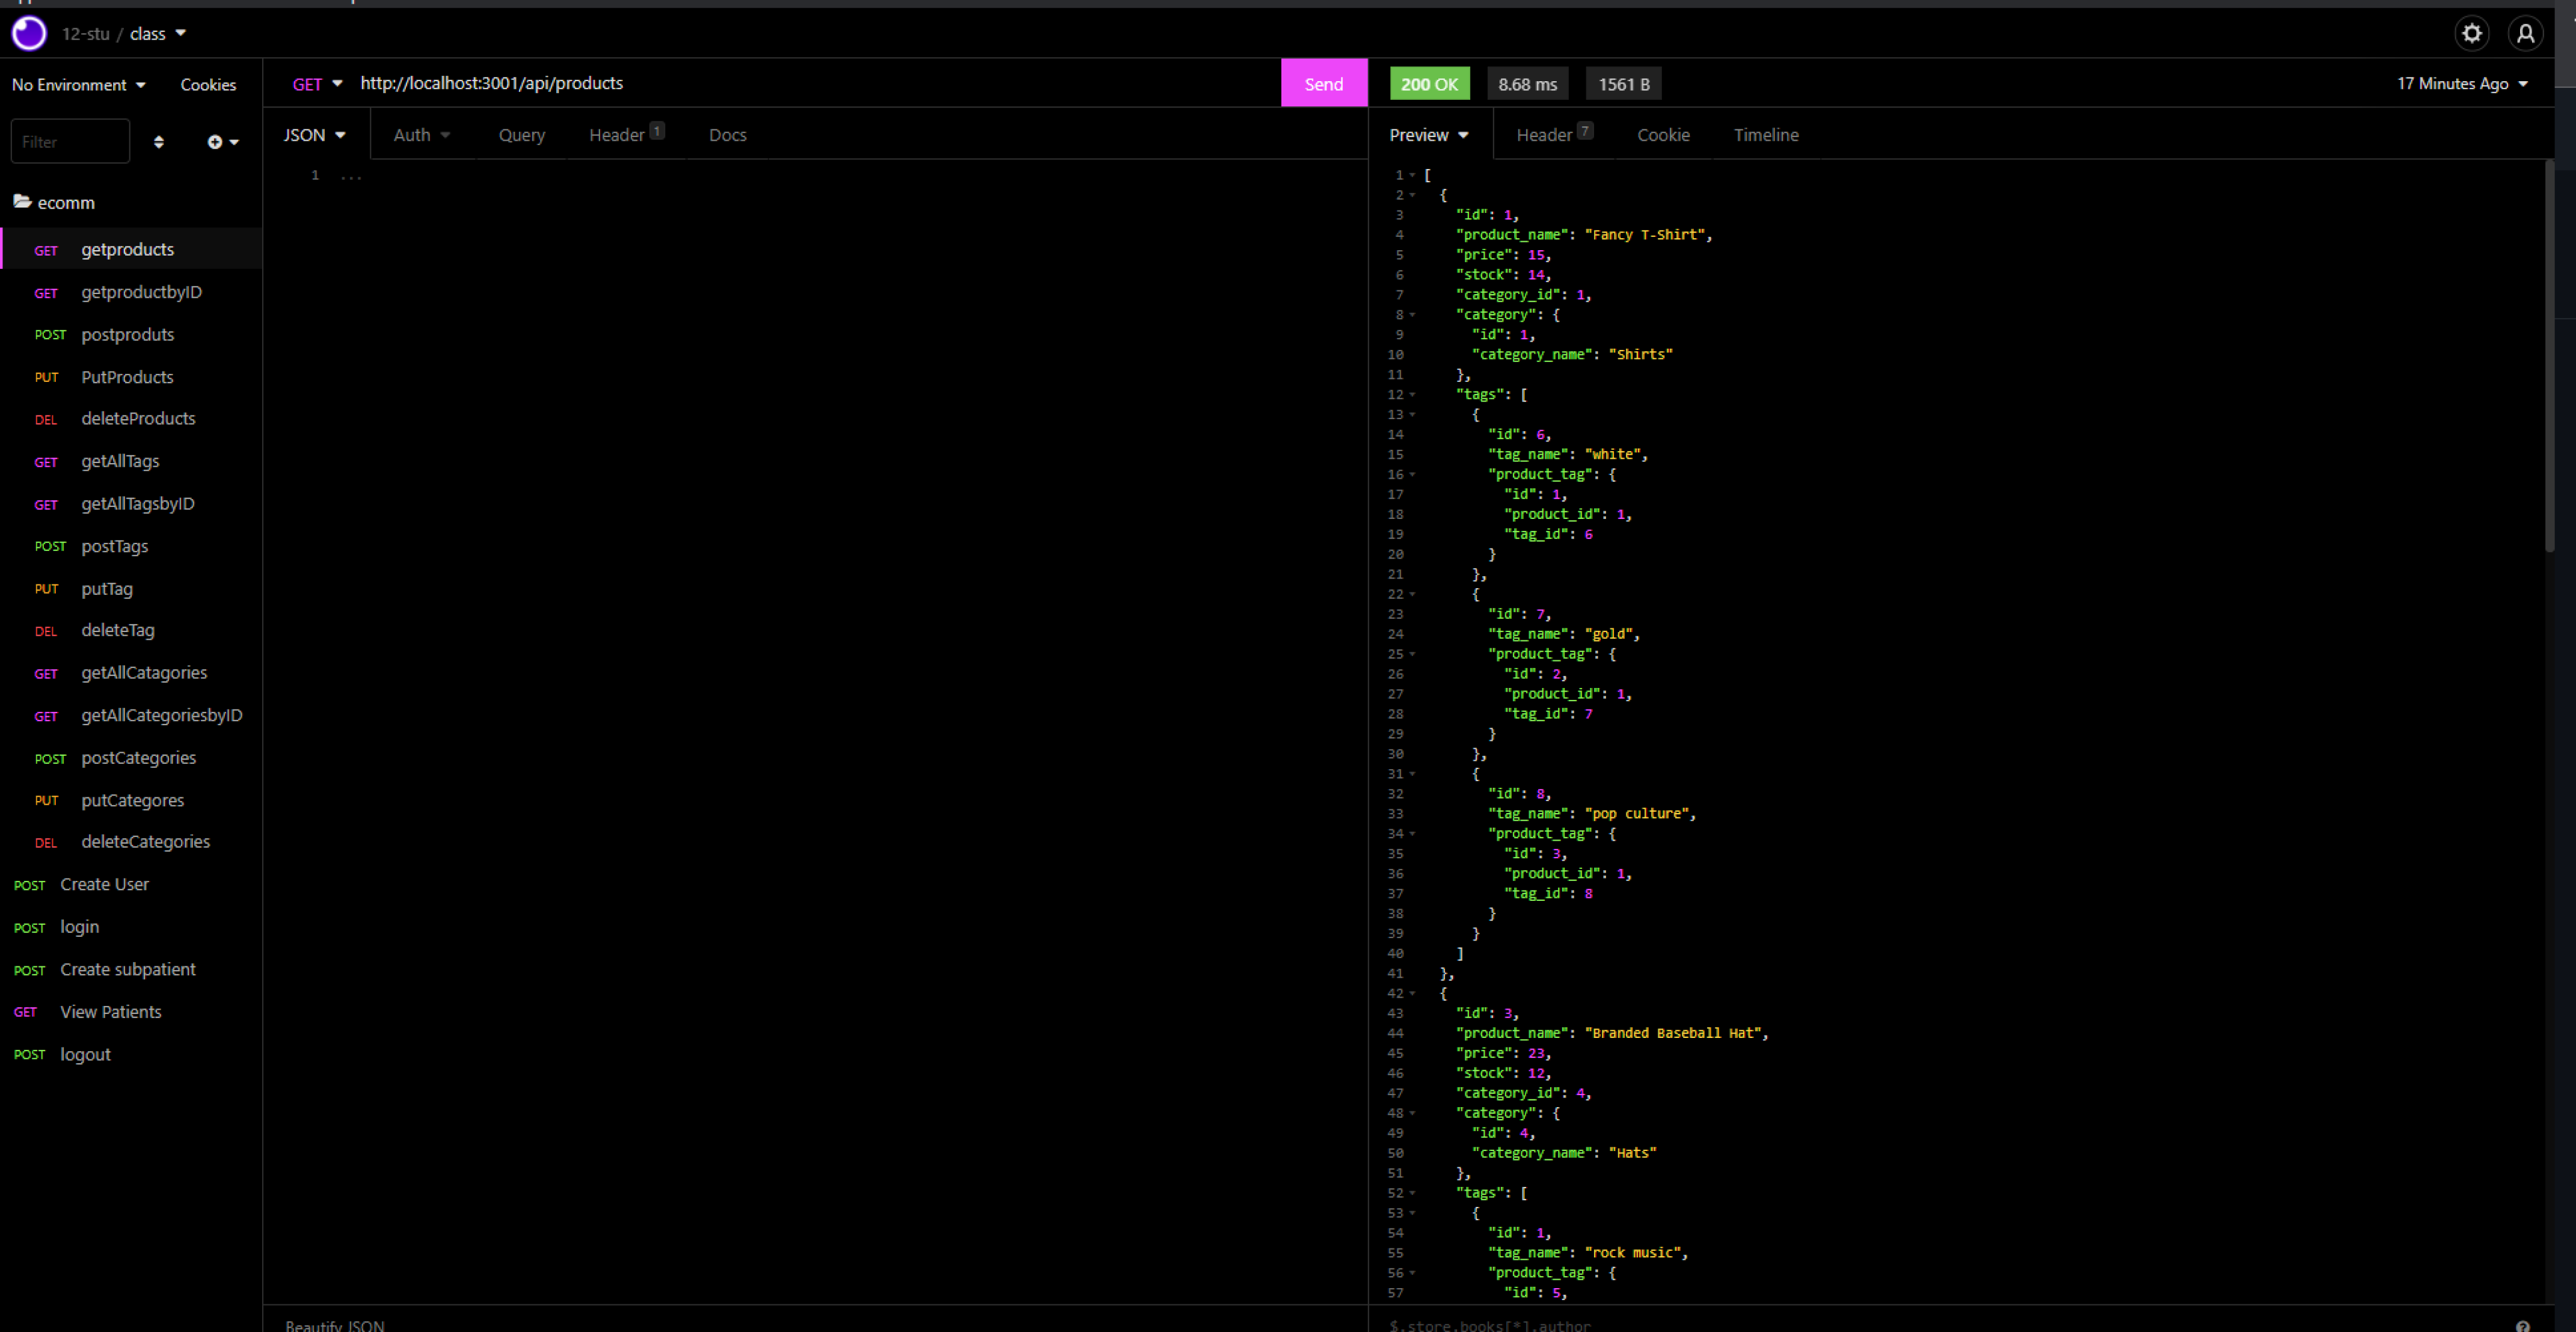 12-stu / class
No Environment Cookies
GET http://localhost:3001/api/products Send
200 OK 8.68 ms 1561 B 17 Minutes Ago
Filter
JSON Auth Query Header 1 Docs
Preview Header 7 Cookie Timeline
ecomm
GET getproducts
GET getproductbyID
POST postproduts
PUT PutProducts
DEL deleteProducts
GET getAllTags
GET getAllTagsbyID
POST postTags
PUT putTag
DEL deleteTag
GET getAllCatagories
GET getAllCategoriesbyID
POST postCategories
PUT putCategores
DEL deleteCategories
POST Create User
POST login
POST Create subpatient
GET View Patients
POST logout
1 ...
Beautify JSON
1 [
2 {
3 "id": 1,
4 "product_name": "Fancy T-Shirt",
5 "price": 15,
6 "stock": 14,
7 "category_id": 1,
8 "category": {
9 "id": 1,
10 "category_name": "Shirts"
11 },
12 "tags": [
13 {
14 "id": 6,
15 "tag_name": "white",
16 "product_tag": {
17 "id": 1,
18 "product_id": 1,
19 "tag_id": 6
20 }
21 },
22 {
23 "id": 7,
24 "tag_name": "gold",
25 "product_tag": {
26 "id": 2,
27 "product_id": 1,
28 "tag_id": 7
29 }
30 },
31 {
32 "id": 8,
33 "tag_name": "pop culture",
34 "product_tag": {
35 "id": 3,
36 "product_id": 1,
37 "tag_id": 8
38 }
39 }
40 ]
41 },
42 {
43 "id": 3,
44 "product_name": "Branded Baseball Hat",
45 "price": 23,
46 "stock": 12,
47 "category_id": 4,
48 "category": {
49 "id": 4,
50 "category_name": "Hats"
51 },
52 "tags": [
53 {
54 "id": 1,
55 "tag_name": "rock music",
56 "product_tag": {
57 "id": 5,
$.store.books[*].author